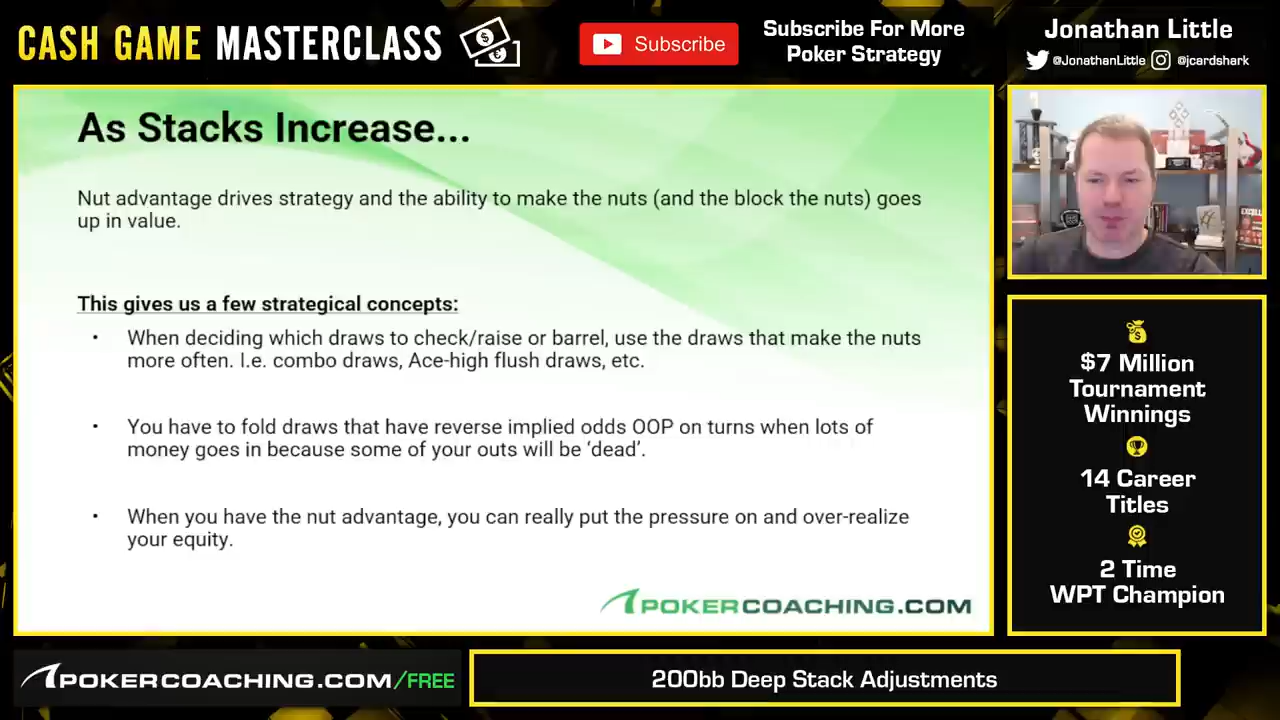 CASH GAME MASTERCLASS
Subscribe
Subscribe For More
Poker Strategy
Jonathan Little
@JonathanLittle @jcardshark
As Stacks Increase...
Nut advantage drives strategy and the ability to make the nuts (and the block the nuts) goes
up in value.
This gives us a few strategical concepts:
• When deciding which draws to check/raise or barrel, use the draws that make the nuts
more often. I.e. combo draws, Ace-high flush draws, etc.
• You have to fold draws that have reverse implied odds OOP on turns when lots of
money goes in because some of your outs will be ‘dead’.
• When you have the nut advantage, you can really put the pressure on and over-realize
your equity.
POKERCOACHING.COM
$7 Million
Tournament
Winnings
14 Career
Titles
2 Time
WPT Champion
POKERCOACHING.COM/FREE
200bb Deep Stack Adjustments